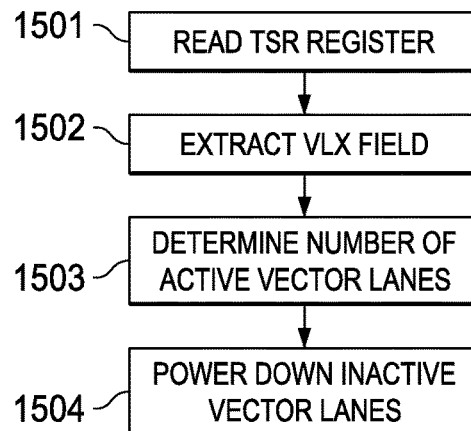 1501
READ TSR REGISTER
1502
EXTRACT VLX FIELD
1503
DETERMINE NUMBER OF
ACTIVE VECTOR LANES
1504
POWER DOWN INACTIVE
VECTOR LANES